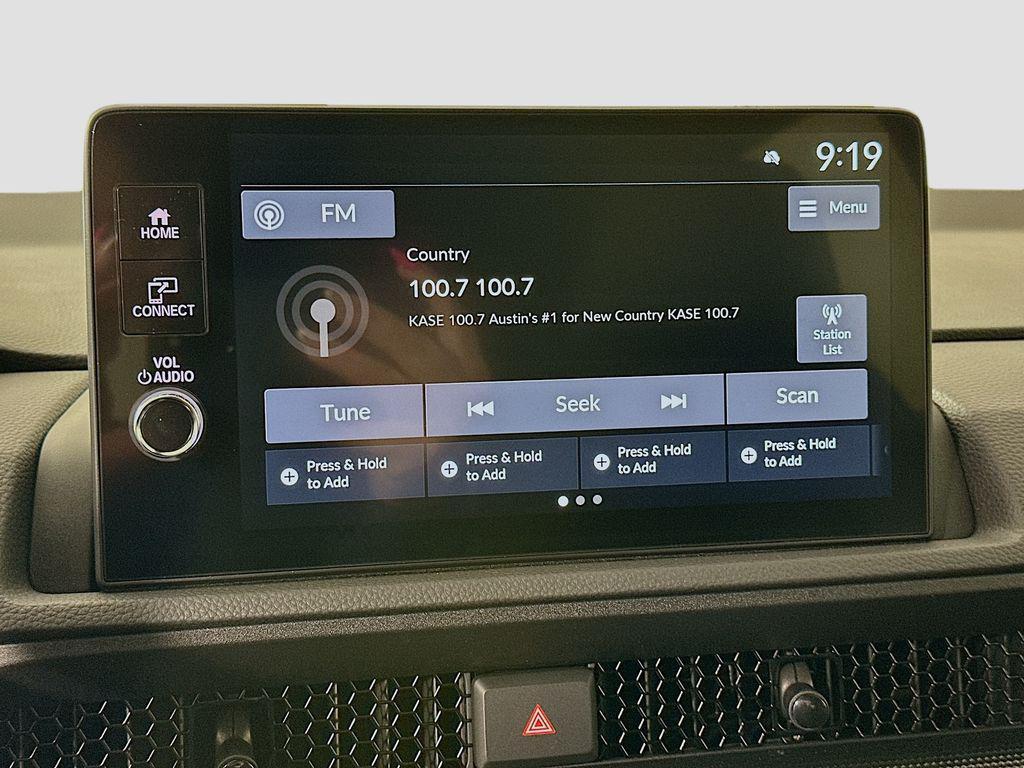 9:19
FM
Menu
HOME
Country
100.7 100.7
CONNECT
KASE 100.7 Austin's #1 for New Country KASE 100.7
Station
List
VOL
AUDIO
Tune
Seek
Scan
Press & Hold
to Add
Press & Hold
to Add
Press & Hold
to Add
Press & Hold
to Add